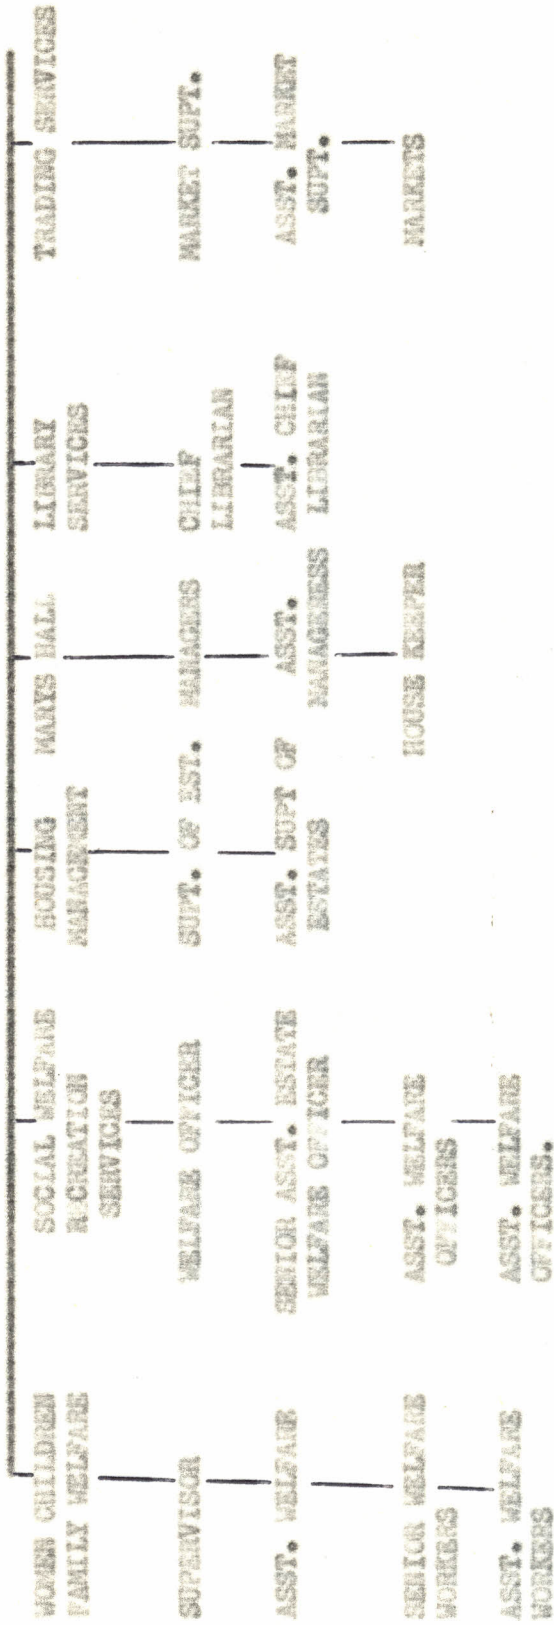 WOMEN CHILDREN
FAMILY WELFARE
SUPERVISOR
ASST. WELFARE
SENIOR WELFARE
WORKERS
ASST. WELFARE
WORKERS
SOCIAL WELFARE
RECREATION
SERVICES
WELFARE OFFICER
SENIOR ASST. ESTATE
WELFARE OFFICER
ASST. WELFARE
OFFICERS
ASST. WELFARE
OFFICERS.
HOUSING
MANAGEMENT
SUPT. OF EST.
ASST. SUPT OF
ESTATES
MARYS HALL
ASST.
MANAGERESS
HOUSE KEEPER
LIBRARY
SERVICES
CHIEF
LIBRARIAN
ASST. CHIEF
LIBRARIAN
TRADING SERVICES
MARKET SUPT.
ASST. MARKET
SUPT.
MARKETS